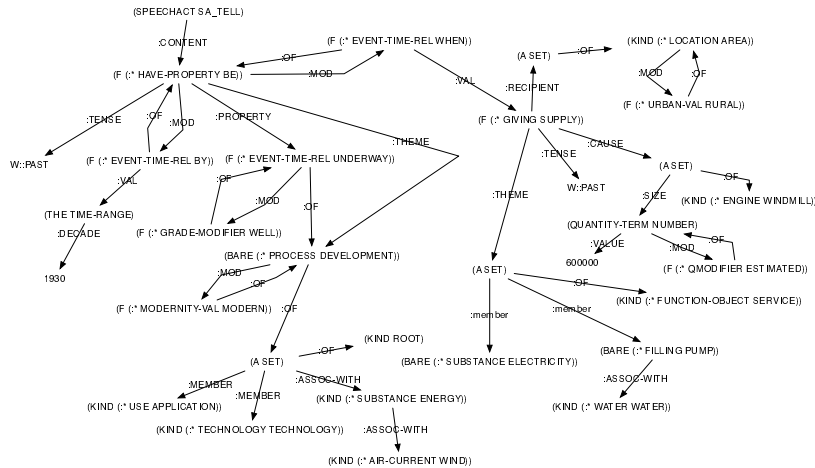 (SPEECHACT SA_TELL)
:CONTENT
(F (:* EVENT-TIME-REL WHEN))
:OF
(F (:* HAVE-PROPERTY BE))
:MOD
:VAL
(A SET)
:OF
(KIND (:* LOCATION AREA))
:RECIPIENT
:MOD
:OF
(F (:* URBAN-VAL RURAL))
(F (:* GIVING SUPPLY))
:TENSE
:OF
:MOD
:PROPERTY
:THEME
:TENSE
:CAUSE
W::PAST
(F (:* EVENT-TIME-REL BY))
(F (:* EVENT-TIME-REL UNDERWAY))
(A SET)
:VAL
:OF
:MOD
:OF
:THEME
W::PAST
:SIZE
:OF
(KIND (:* ENGINE WINDMILL))
(THE TIME-RANGE)
:DECADE
(F (:* GRADE-MODIFIER WELL))
(QUANTITY-TERM NUMBER)
:VALUE
:MOD
:OF
1930
(BARE (:* PROCESS DEVELOPMENT))
600000
(A SET)
(F (:* QMODIFIER ESTIMATED))
:MOD
:OF
:OF
(KIND (:* FUNCTION-OBJECT SERVICE))
(F (:* MODERNITY-VAL MODERN))
:OF
:member
:member
(KIND ROOT)
:OF
(A SET)
(BARE (:* SUBSTANCE ELECTRICITY))
(BARE (:* FILLING PUMP))
:MEMBER
:MEMBER
:ASSOC-WITH
:ASSOC-WITH
(KIND (:* USE APPLICATION))
(KIND (:* SUBSTANCE ENERGY))
(KIND (:* WATER WATER))
(KIND (:* TECHNOLOGY TECHNOLOGY))
:ASSOC-WITH
(KIND (:* AIR-CURRENT WIND))